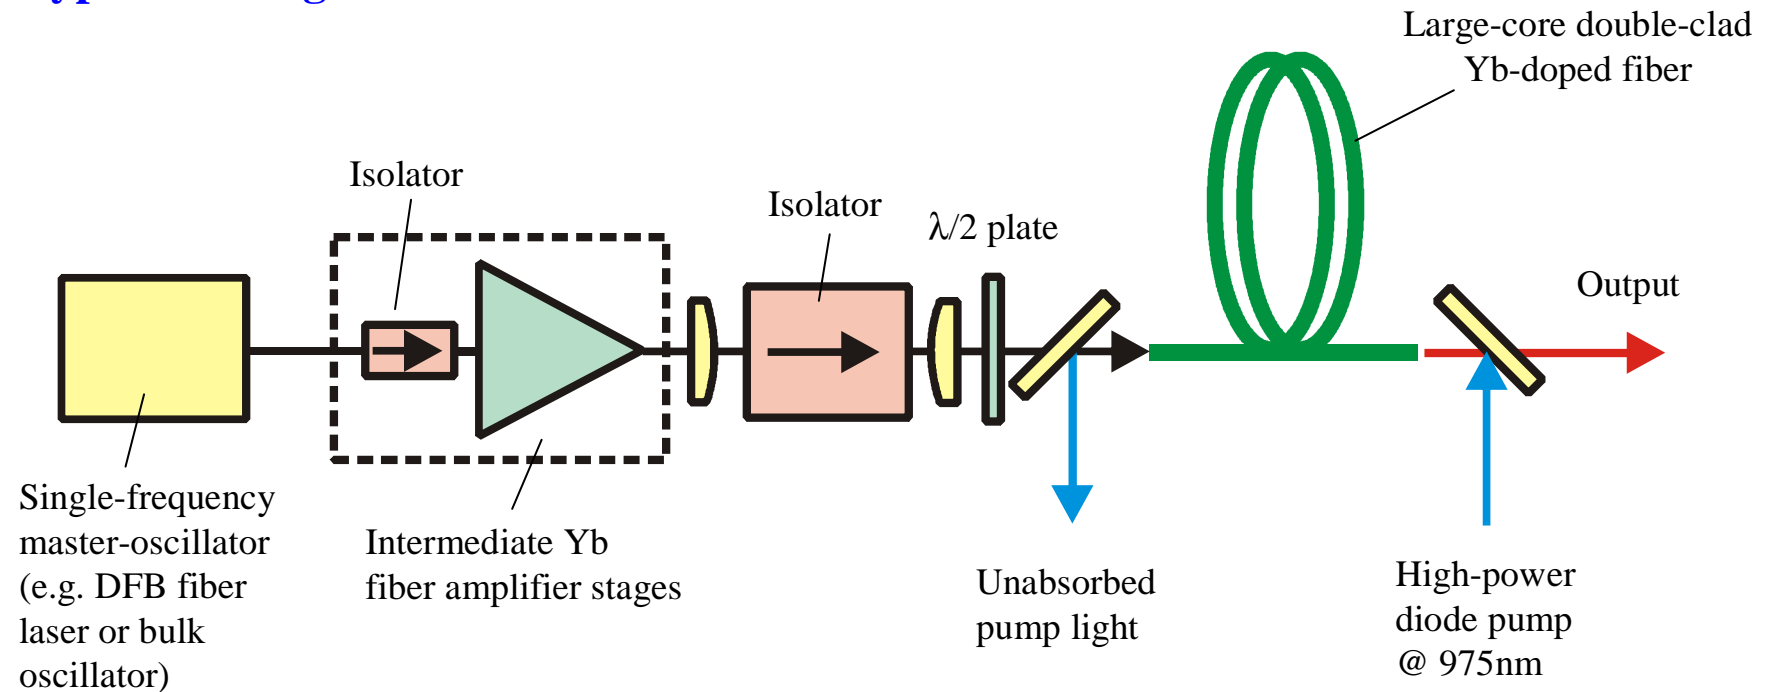 Large-core double-clad
Yb-doped fiber
Isolator
Isolator
λ/2 plate
Output
Single-frequency
master-oscillator
(e.g. DFB fiber
laser or bulk
oscillator)
Intermediate Yb
fiber amplifier stages
Unabsorbed
pump light
High-power
diode pump
@ 975nm